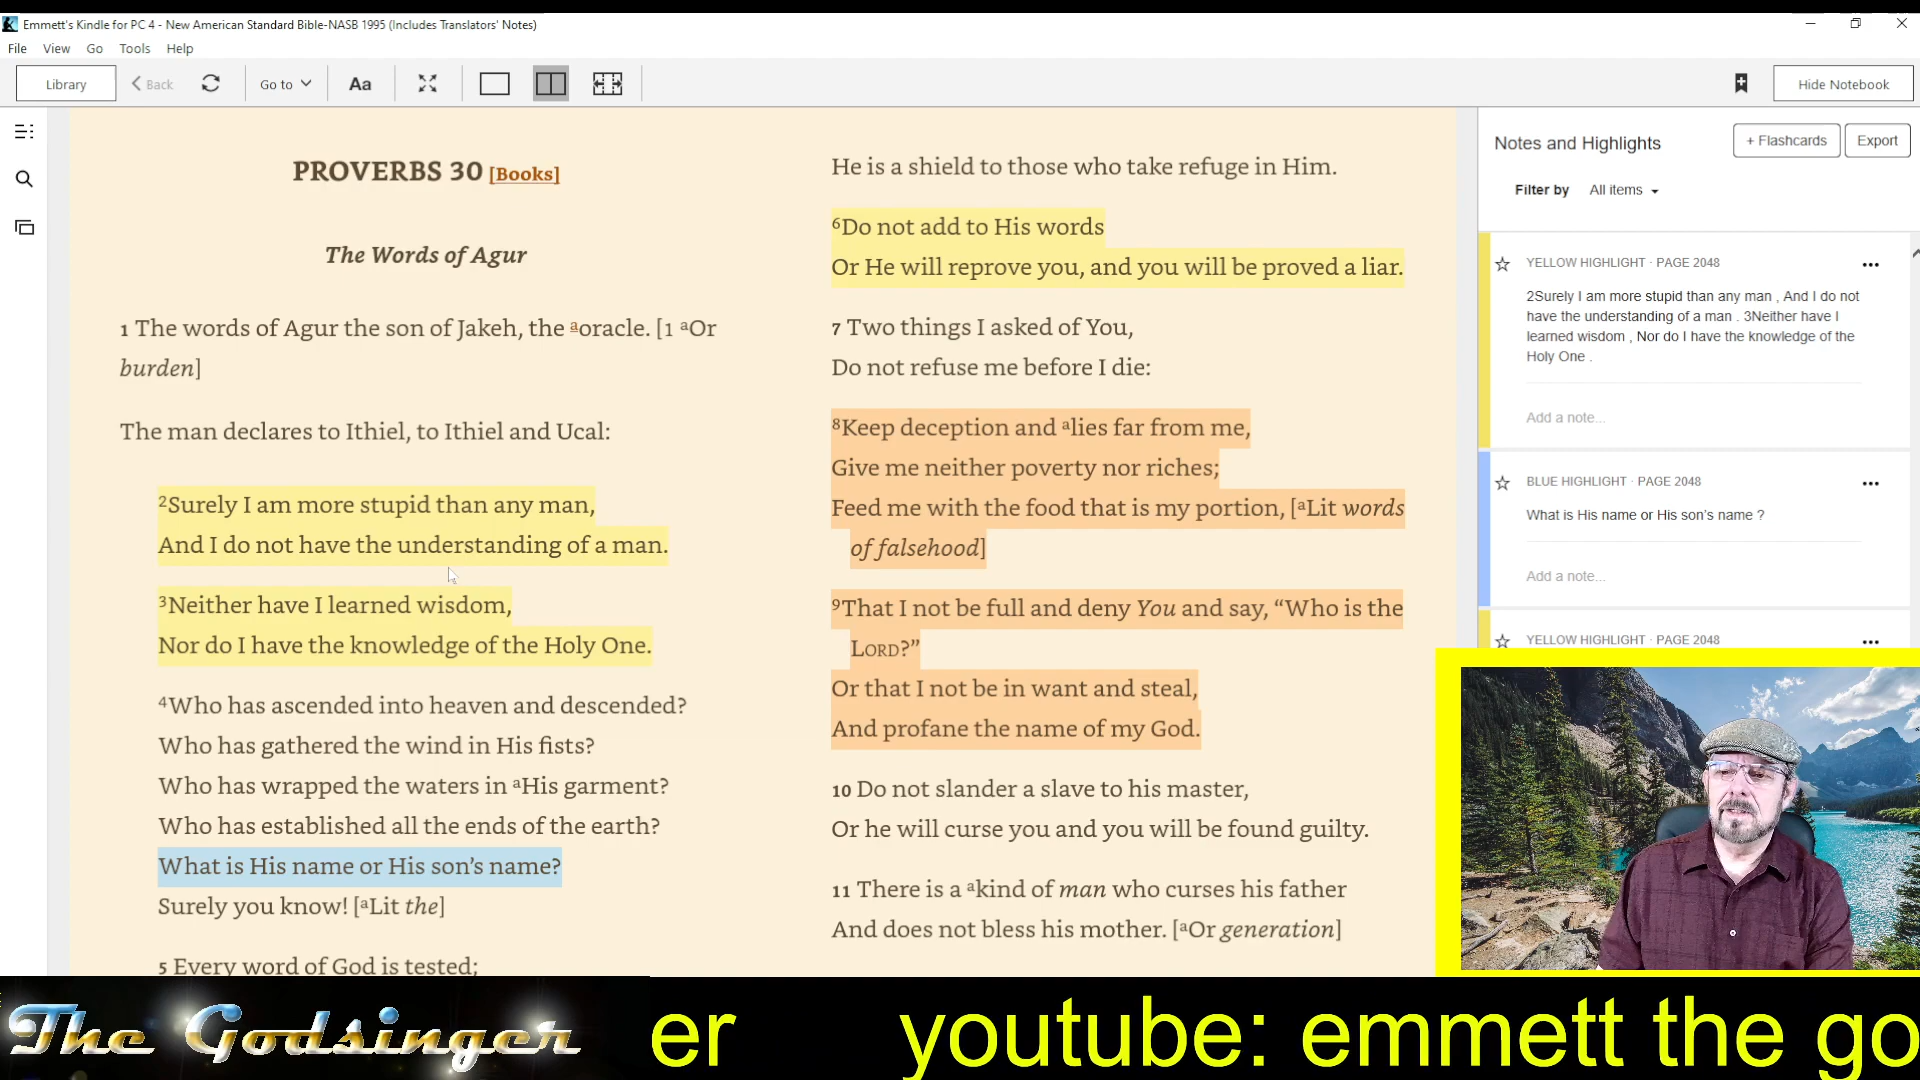 Emmett's Kindle for PC 4 - New American Standard Bible-NASB 1995 (Includes Translators' Notes)
File View Go Tools Help
Library Back Go to Aa Hide Notebook
PROVERBS 30 [Books]
The Words of Agur
1 The words of Agur the son of Jakeh, the aoracle. [1 aOr
burden]
The man declares to Ithiel, to Ithiel and Ucal:
2Surely I am more stupid than any man,
And I do not have the understanding of a man.
3Neither have I learned wisdom,
Nor do I have the knowledge of the Holy One.
4Who has ascended into heaven and descended?
Who has gathered the wind in His fists?
Who has wrapped the waters in aHis garment?
Who has established all the ends of the earth?
What is His name or His son's name?
Surely you know! [aLit the]
5 Every word of God is tested;
He is a shield to those who take refuge in Him.
6Do not add to His words
Or He will reprove you, and you will be proved a liar.
7 Two things I asked of You,
Do not refuse me before I die:
8Keep deception and alies far from me,
Give me neither poverty nor riches;
Feed me with the food that is my portion, [aLit words
of falsehood]
9That I not be full and deny You and say, “Who is the
LORD?”
Or that I not be in want and steal,
And profane the name of my God.
10 Do not slander a slave to his master,
Or he will curse you and you will be found guilty.
11 There is a akind of man who curses his father
And does not bless his mother. [aOr generation]
Notes and Highlights
+ Flashcards Export
Filter by All items
YELLOW HIGHLIGHT · PAGE 2048
2Surely I am more stupid than any man , And I do not
have the understanding of a man . 3Neither have I
learned wisdom , Nor do I have the knowledge of the
Holy One .
Add a note...
BLUE HIGHLIGHT · PAGE 2048
What is His name or His son's name ?
Add a note...
YELLOW HIGHLIGHT · PAGE 2048
The Godsinger er youtube: emmett the go